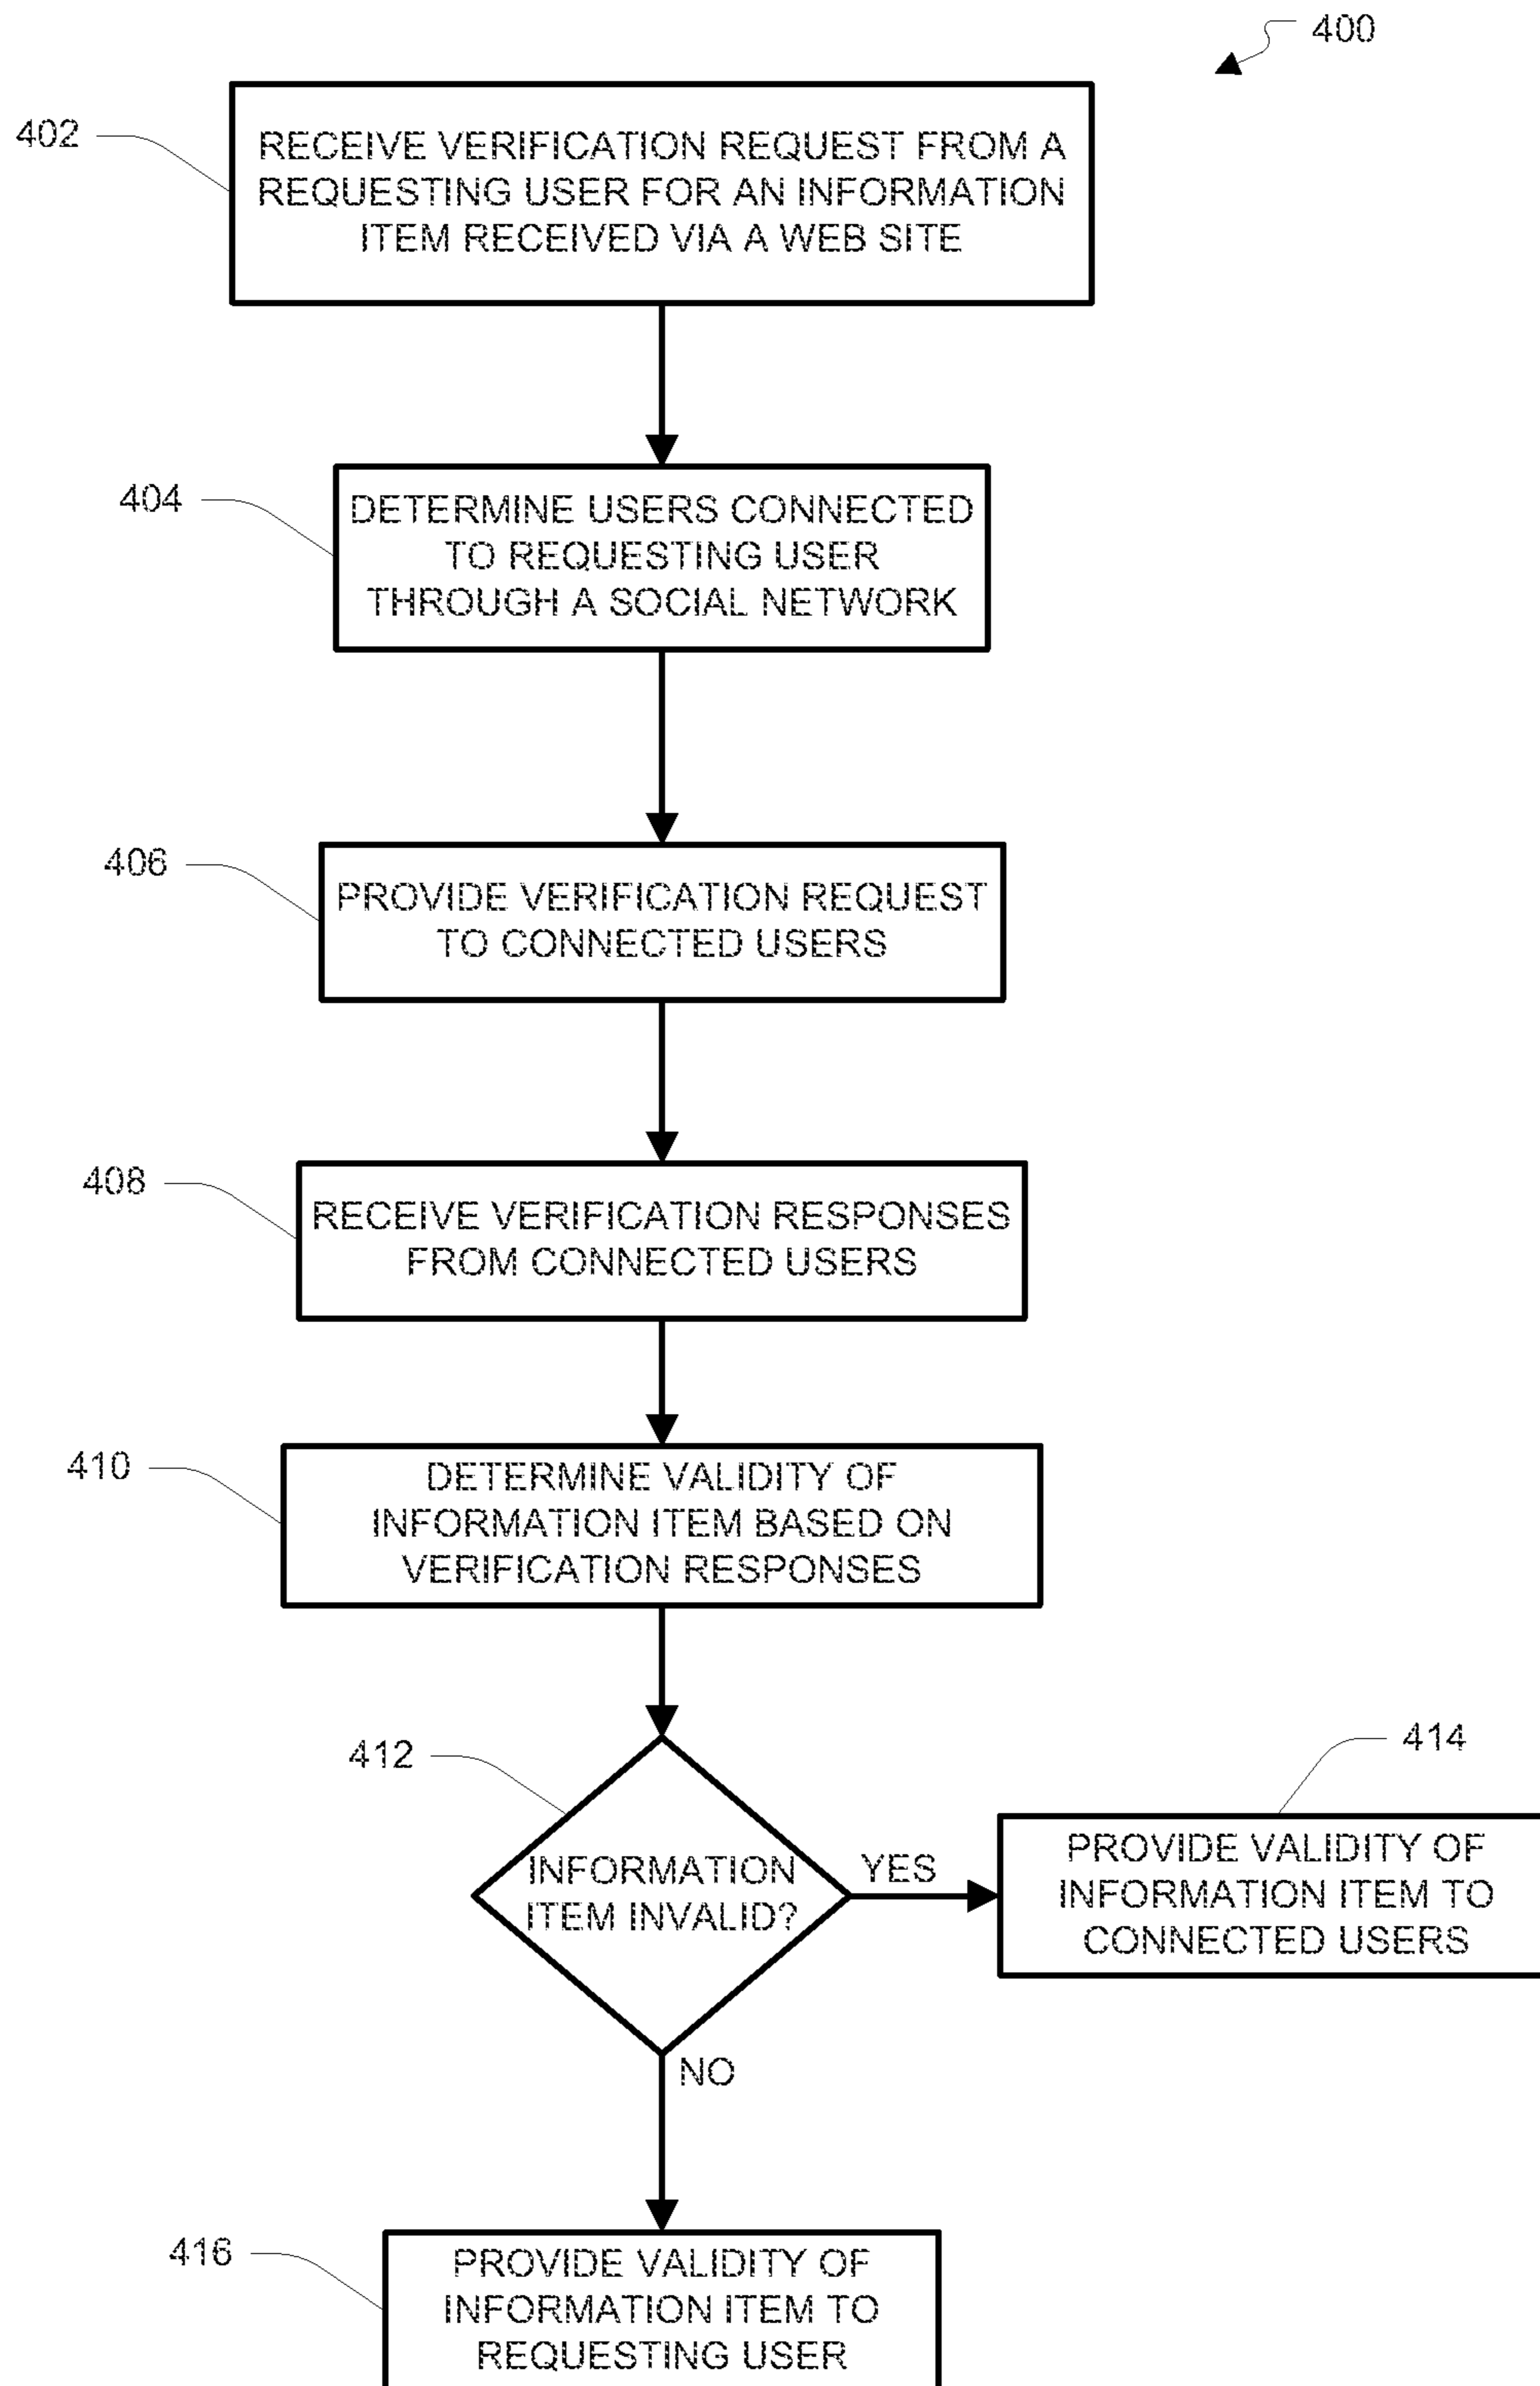 400
402
RECEIVE VERIFICATION REQUEST FROM A
REQUESTING USER FOR AN INFORMATION
ITEM RECEIVED VIA A WEB SITE
404
DETERMINE USERS CONNECTED
TO REQUESTING USER
THROUGH A SOCIAL NETWORK
406
PROVIDE VERIFICATION REQUEST
TO CONNECTED USERS
408
RECEIVE VERIFICATION RESPONSES
FROM CONNECTED USERS
410
DETERMINE VALIDITY OF
INFORMATION ITEM BASED ON
VERIFICATION RESPONSES
412
INFORMATION
ITEM INVALID?
YES
414
PROVIDE VALIDITY OF
INFORMATION ITEM TO
CONNECTED USERS
NO
416
PROVIDE VALIDITY OF
INFORMATION ITEM TO
REQUESTING USER